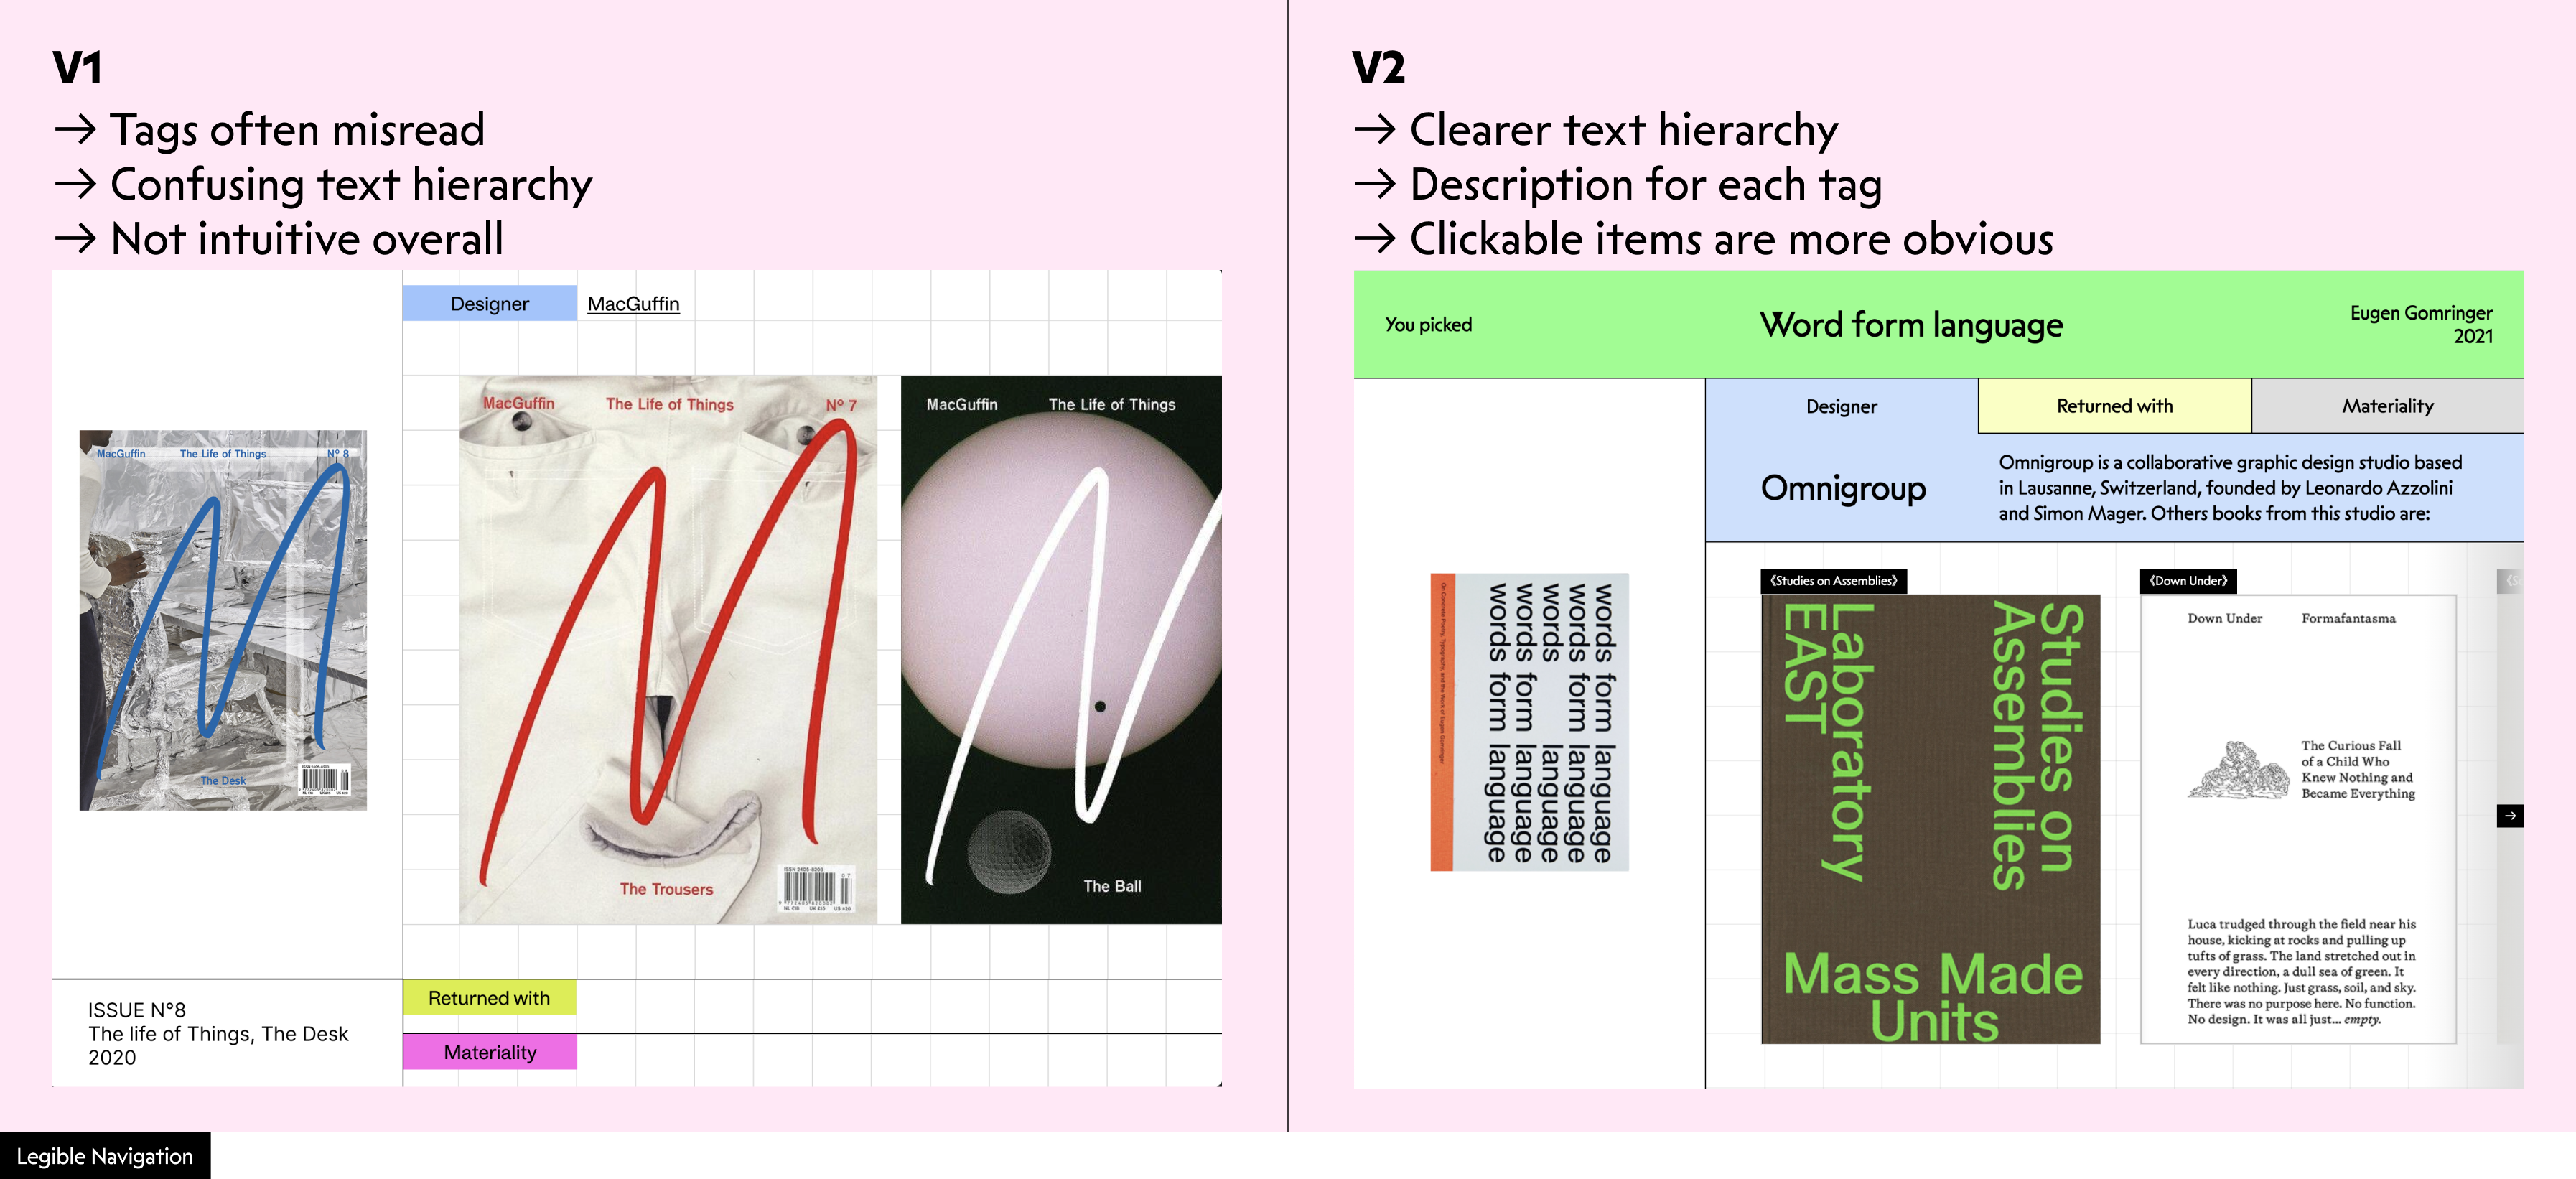 V1
→ Tags often misread
→ Confusing text hierarchy
→ Not intuitive overall
Designer
MacGuffin
MacGuffin
The Life of Things
Nº 8
The Desk
MacGuffin
The Life of Things
Nº 7
The Trousers
MacGuffin
The Life of Things
The Ball
ISSUE N°8
The life of Things, The Desk
2020
Returned with
Materiality
V2
→ Clearer text hierarchy
→ Description for each tag
→ Clickable items are more obvious
You picked
Word form language
Eugen Gomringer
2021
Designer
Returned with
Materiality
Omnigroup
Omnigroup is a collaborative graphic design studio based
in Lausanne, Switzerland, founded by Leonardo Azzolini
and Simon Mager. Others books from this studio are:
words form language
words form language
words language
words form language
words form language
《Studies on Assemblies》
Studies on
Assemblies
Laboratory
EAST
Mass Made
Units
《Down Under》
Down Under
Formafantasma
The Curious Fall
of a Child Who
Knew Nothing and
Became Everything
Luca trudged through the field near his
house, kicking at rocks and pulling up
tufts of grass. The land stretched out in
every direction, a dull sea of green. It
felt like nothing. Just grass, soil, and sky.
There was no purpose here. No function.
No design. It was all just... empty.
→
Legible Navigation